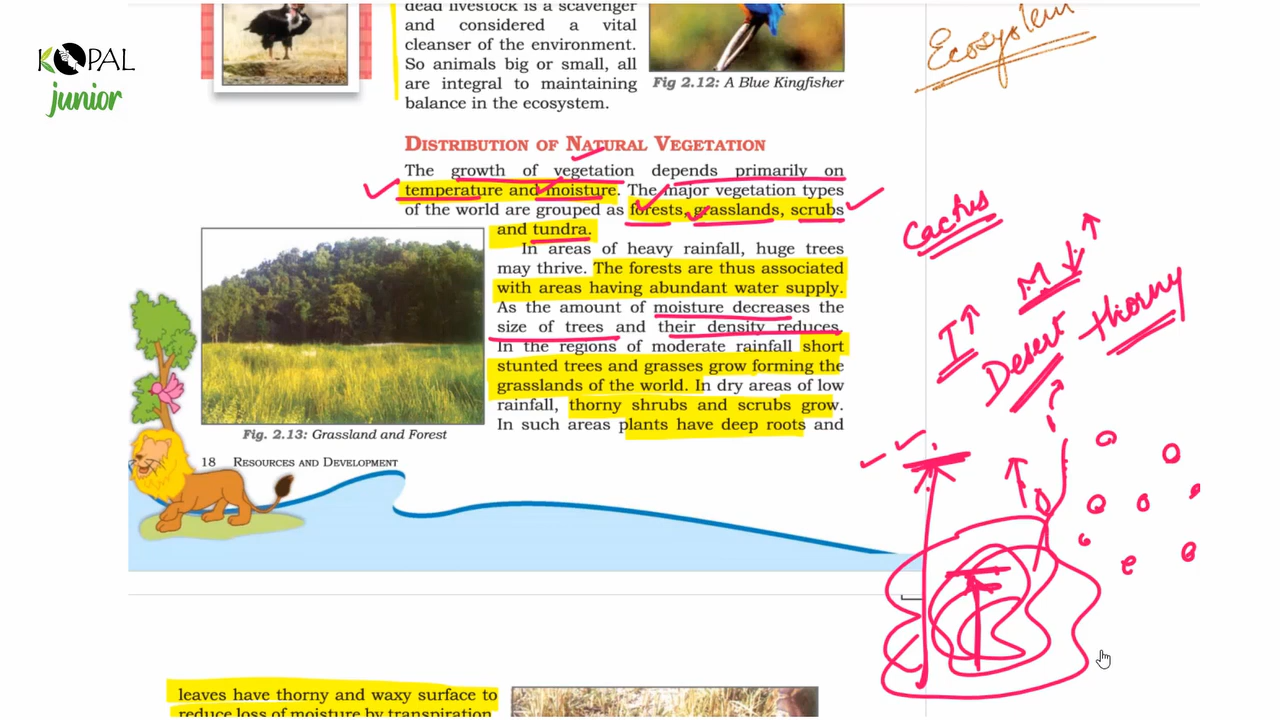 KOPAL
junior
dead livestock is a scavenger
and considered a vital
cleanser of the environment.
So animals big or small, all
are integral to maintaining
balance in the ecosystem.
Fig 2.12: A Blue Kingfisher
Ecosystem
DISTRIBUTION OF NATURAL VEGETATION
The growth of vegetation depends primarily on
temperature and moisture. The major vegetation types
of the world are grouped as forests, grasslands, scrubs
and tundra.
In areas of heavy rainfall, huge trees
may thrive. The forests are thus associated
with areas having abundant water supply.
As the amount of moisture decreases the
size of trees and their density reduces.
In the regions of moderate rainfall short
stunted trees and grasses grow forming the
grasslands of the world. In dry areas of low
rainfall, thorny shrubs and scrubs grow.
In such areas plants have deep roots and
Fig. 2.13: Grassland and Forest
18 RESOURCES AND DEVELOPMENT
Cactus
M
T
Desert
thorny
leaves have thorny and waxy surface to
reduce loss of moisture by transpiration.